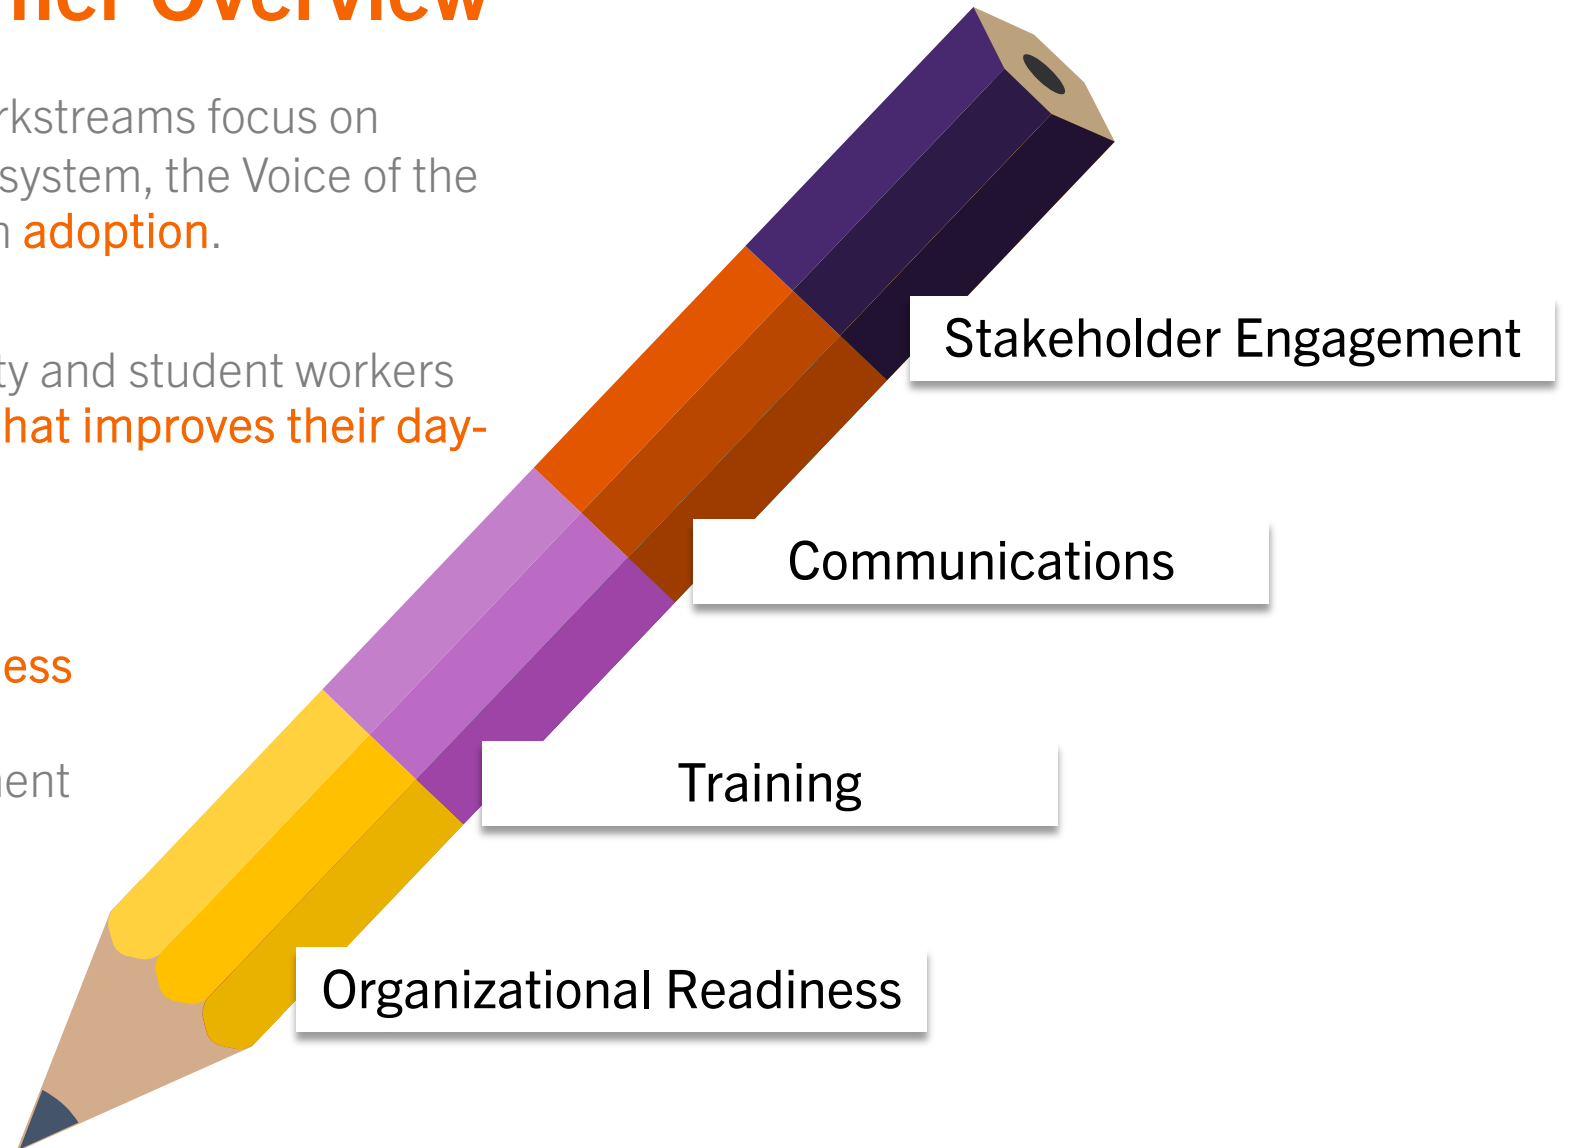 Overview
rkstreams focus on
system, the Voice of the
adoption.
Stakeholder Engagement
ty and student workers
hat improves their day-
Communications
ess
Training
ent
Organizational Readiness